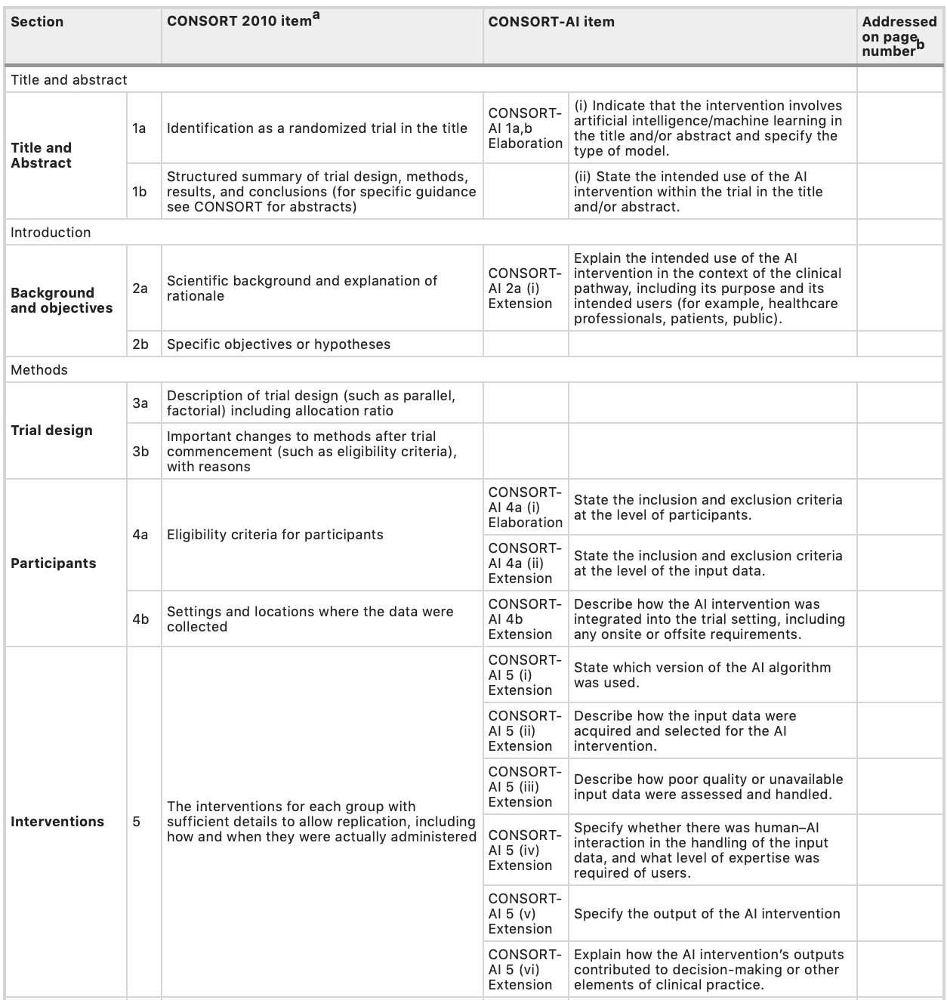 Section
CONSORT 2010 itemᵃ
CONSORT-AI item
Addressed
on page
numberᵇ
Title and abstract
Title and
Abstract
1a
Identification as a randomized trial in the title
CONSORT-
AI 1a,b
Elaboration
(i) Indicate that the intervention involves
artificial intelligence/machine learning in
the title and/or abstract and specify the
type of model.
1b
Structured summary of trial design, methods,
results, and conclusions (for specific guidance
see CONSORT for abstracts)
(ii) State the intended use of the AI
intervention within the trial in the title
and/or abstract.
Introduction
Background
and objectives
2a
Scientific background and explanation of
rationale
CONSORT-
AI 2a (i)
Extension
Explain the intended use of the AI
intervention in the context of the clinical
pathway, including its purpose and its
intended users (for example, healthcare
professionals, patients, public).
2b
Specific objectives or hypotheses
Methods
Trial design
3a
Description of trial design (such as parallel,
factorial) including allocation ratio
3b
Important changes to methods after trial
commencement (such as eligibility criteria),
with reasons
Participants
4a
Eligibility criteria for participants
CONSORT-
AI 4a (i)
Elaboration
State the inclusion and exclusion criteria
at the level of participants.
CONSORT-
AI 4a (ii)
Extension
State the inclusion and exclusion criteria
at the level of the input data.
4b
Settings and locations where the data were
collected
CONSORT-
AI 4b
Extension
Describe how the AI intervention was
integrated into the trial setting, including
any onsite or offsite requirements.
Interventions
5
The interventions for each group with
sufficient details to allow replication, including
how and when they were actually administered
CONSORT-
AI 5 (i)
Extension
State which version of the AI algorithm
was used.
CONSORT-
AI 5 (ii)
Extension
Describe how the input data were
acquired and selected for the AI
intervention.
CONSORT-
AI 5 (iii)
Extension
Describe how poor quality or unavailable
input data were assessed and handled.
CONSORT-
AI 5 (iv)
Extension
Specify whether there was human–AI
interaction in the handling of the input
data, and what level of expertise was
required of users.
CONSORT-
AI 5 (v)
Extension
Specify the output of the AI intervention
CONSORT-
AI 5 (vi)
Extension
Explain how the AI intervention’s outputs
contributed to decision-making or other
elements of clinical practice.